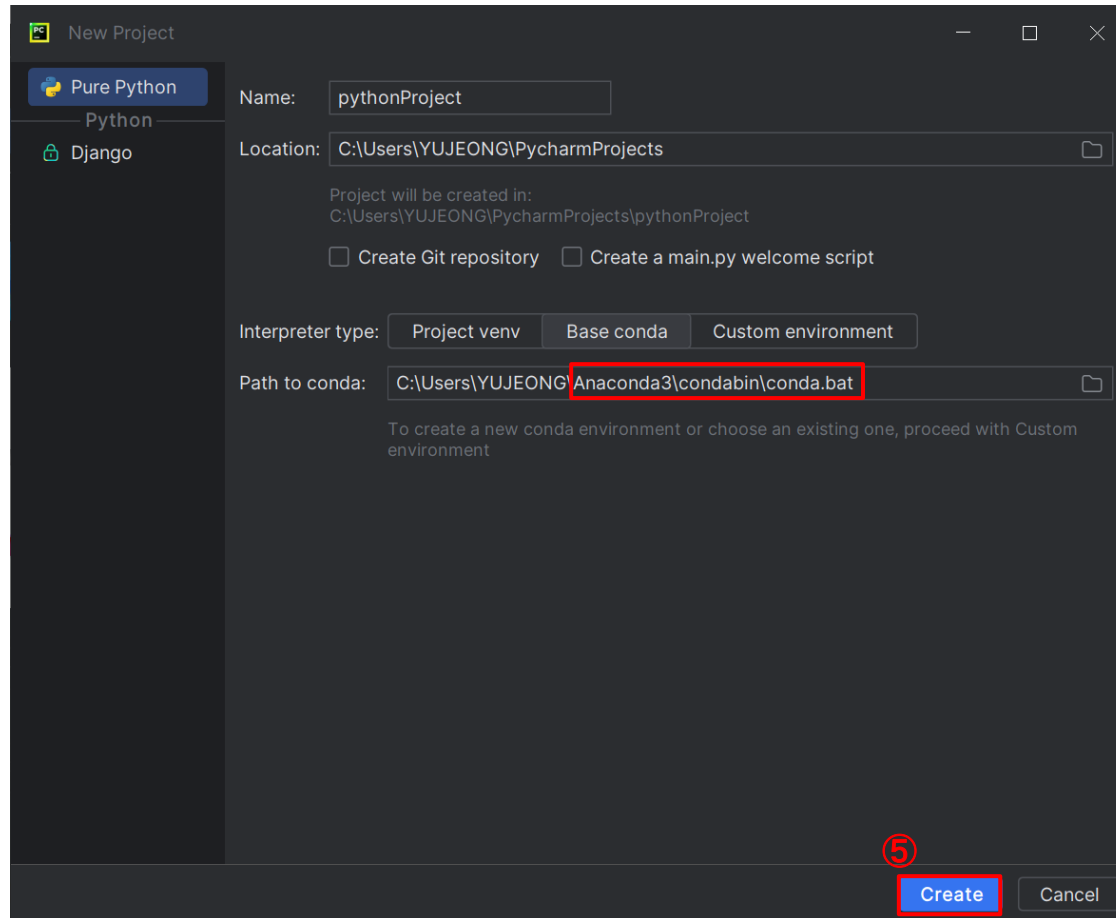 PC
New Project
Pure Python
Python
Django
Name: pythonProject
Location: C:\Users\YUJEONG\PycharmProjects
Project will be created in:
C:\Users\YUJEONG\PycharmProjects\pythonProject
Create Git repository Create a main.py welcome script
Interpreter type: Project venv Base conda Custom environment
Path to conda: C:\Users\YUJEONG\Anaconda3\condabin\conda.bat
To create a new conda environment or choose an existing one, proceed with Custom
environment
⑤
Create Cancel